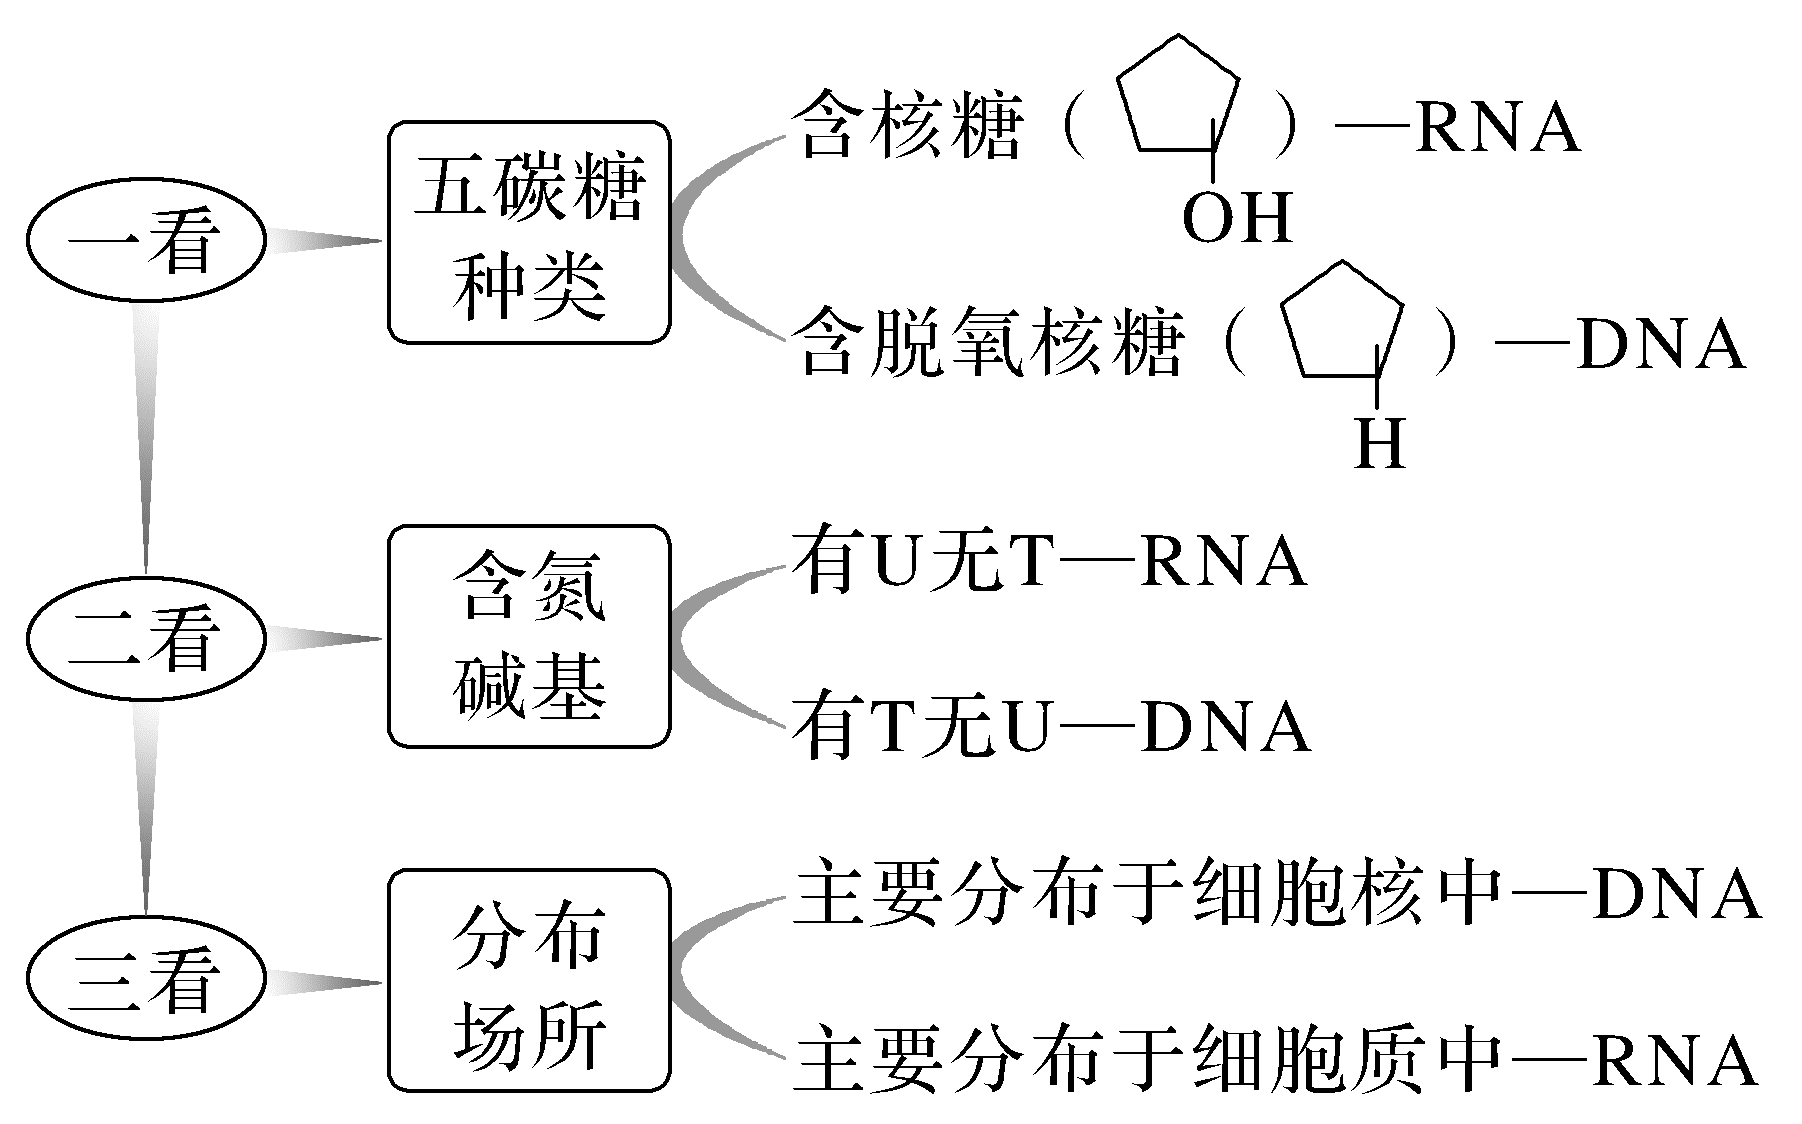 一看
五碳糖
种类
含核糖(
OH
)—RNA
含脱氧核糖(
H
)—DNA
二看
含氮
碱基
有U无T—RNA
有T无U—DNA
三看
分布
场所
主要分布于细胞核中—DNA
主要分布于细胞质中—RNA